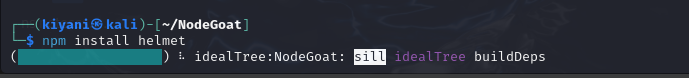 ┌──(kiyani㉿kali)-[~/NodeGoat]
└─$ npm install helmet
(                  ) ⠧ idealTree:NodeGoat: sill idealTree buildDeps